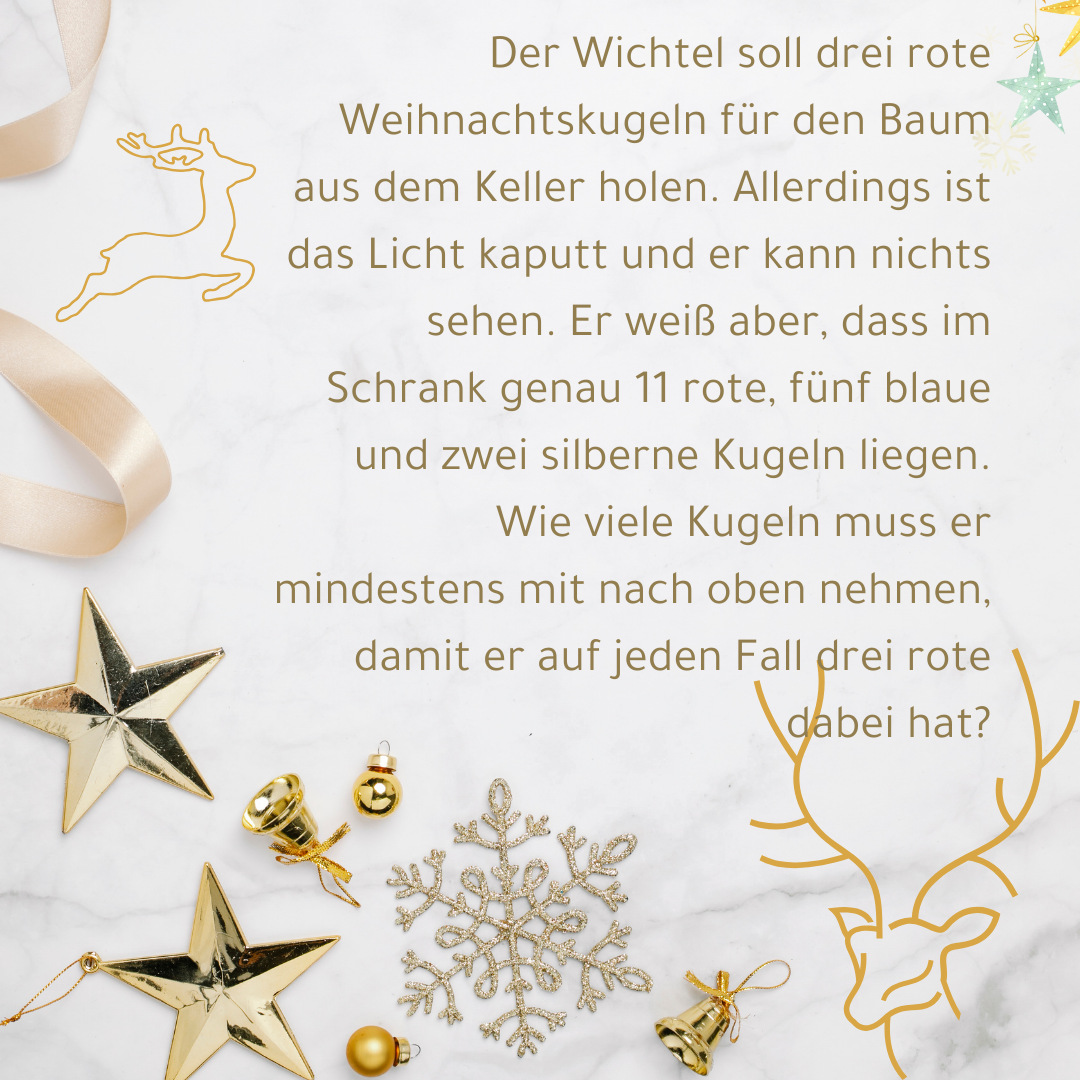 Der Wichtel soll drei rote
Weihnachtskugeln für den Baum
aus dem Keller holen. Allerdings ist
das Licht kaputt und er kann nichts
sehen. Er weiß aber, dass im
Schrank genau 11 rote, fünf blaue
und zwei silberne Kugeln liegen.
Wie viele Kugeln muss er
mindestens mit nach oben nehmen,
damit er auf jeden Fall drei rote
dabei hat?